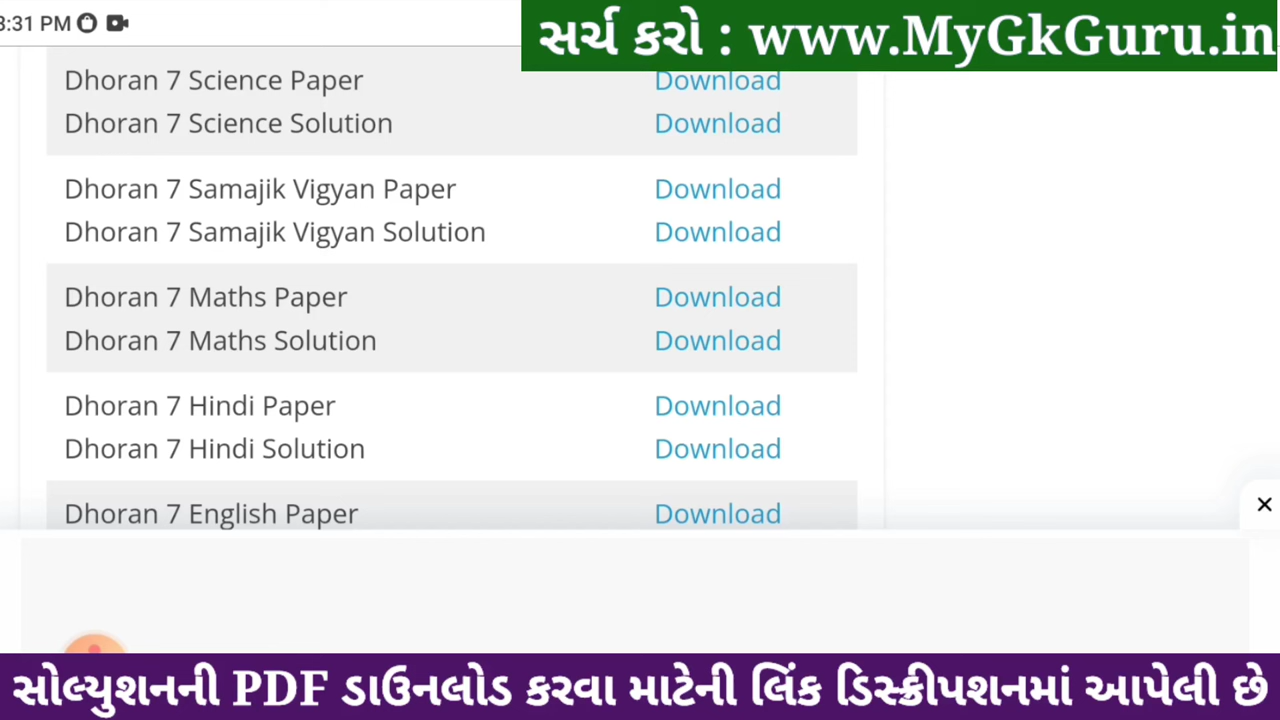 3:31 PM
સર્ચ કરો : www.MyGkGuru.in
Dhoran 7 Science Paper Download
Dhoran 7 Science Solution Download
Dhoran 7 Samajik Vigyan Paper Download
Dhoran 7 Samajik Vigyan Solution Download
Dhoran 7 Maths Paper Download
Dhoran 7 Maths Solution Download
Dhoran 7 Hindi Paper Download
Dhoran 7 Hindi Solution Download
Dhoran 7 English Paper Download
સોલ્યુશનની PDF ડાઉનલોડ કરવા માટેની લિંક ડિસ્ક્રીપશનમાં આપેલી છે